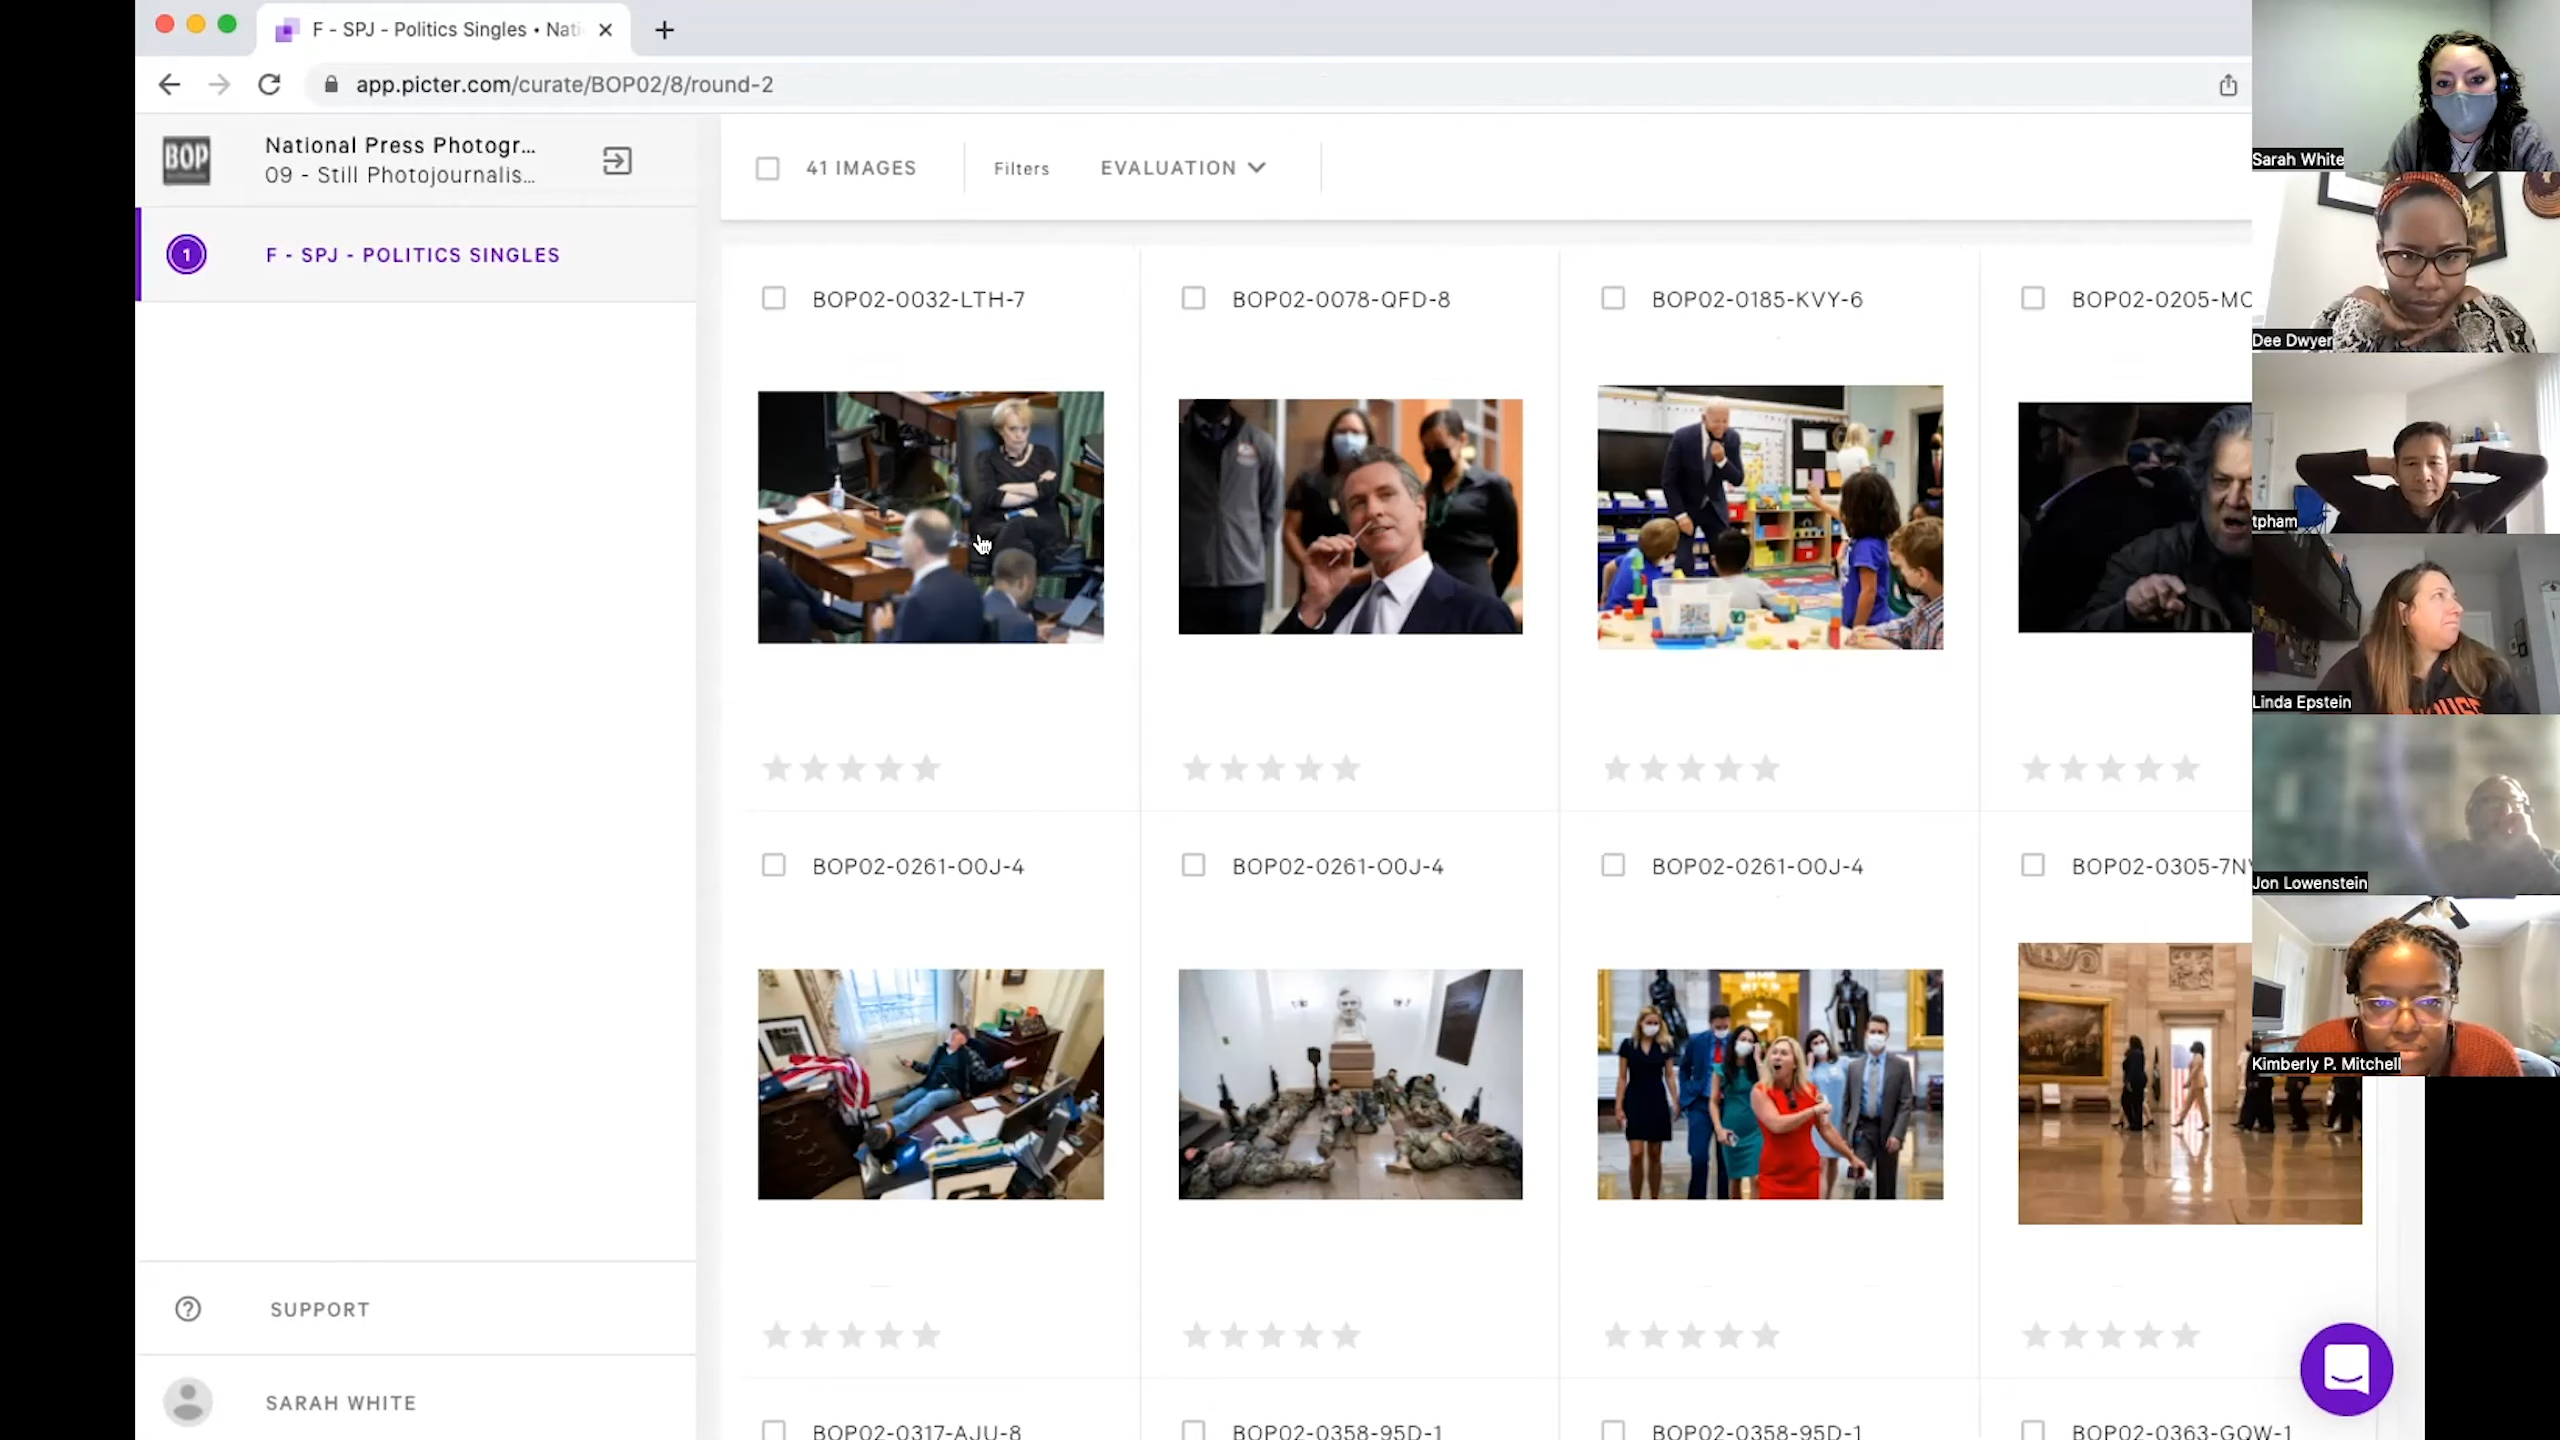 F - SPJ - Politics Singles • Nati
app.picter.com/curate/BOP02/8/round-2
BOP
National Press Photogr...
09 - Still Photojournalis...
1
F - SPJ - POLITICS SINGLES
41 IMAGES
Filters
EVALUATION
BOP02-0032-LTH-7
BOP02-0078-QFD-8
BOP02-0185-KVY-6
BOP02-0205-MC
BOP02-0261-O0J-4
BOP02-0261-O0J-4
BOP02-0261-O0J-4
BOP02-0305-7N
BOP02-0317-AJU-8
BOP02-0358-95D-1
BOP02-0358-95D-1
BOP02-0363-GQW-1
SUPPORT
SARAH WHITE
Sarah White
Dee Dwyer
tpham
Linda Epstein
Jon Lowenstein
Kimberly P. Mitchell